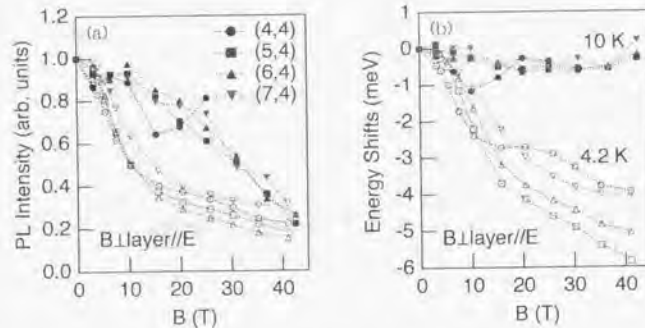 (a)
(4,4)
(5,4)
(6,4)
(7,4)
1.2
1.0
0.8
0.6
0.4
0.2
0.0
PL Intensity (arb. units)
B⊥layer//E
0 10 20 30 40
B (T)
(b)
10 K
4.2 K
1
0
-1
-2
-3
-4
-5
-6
Energy Shifts (meV)
B⊥layer//E
0 10 20 30 40
B (T)